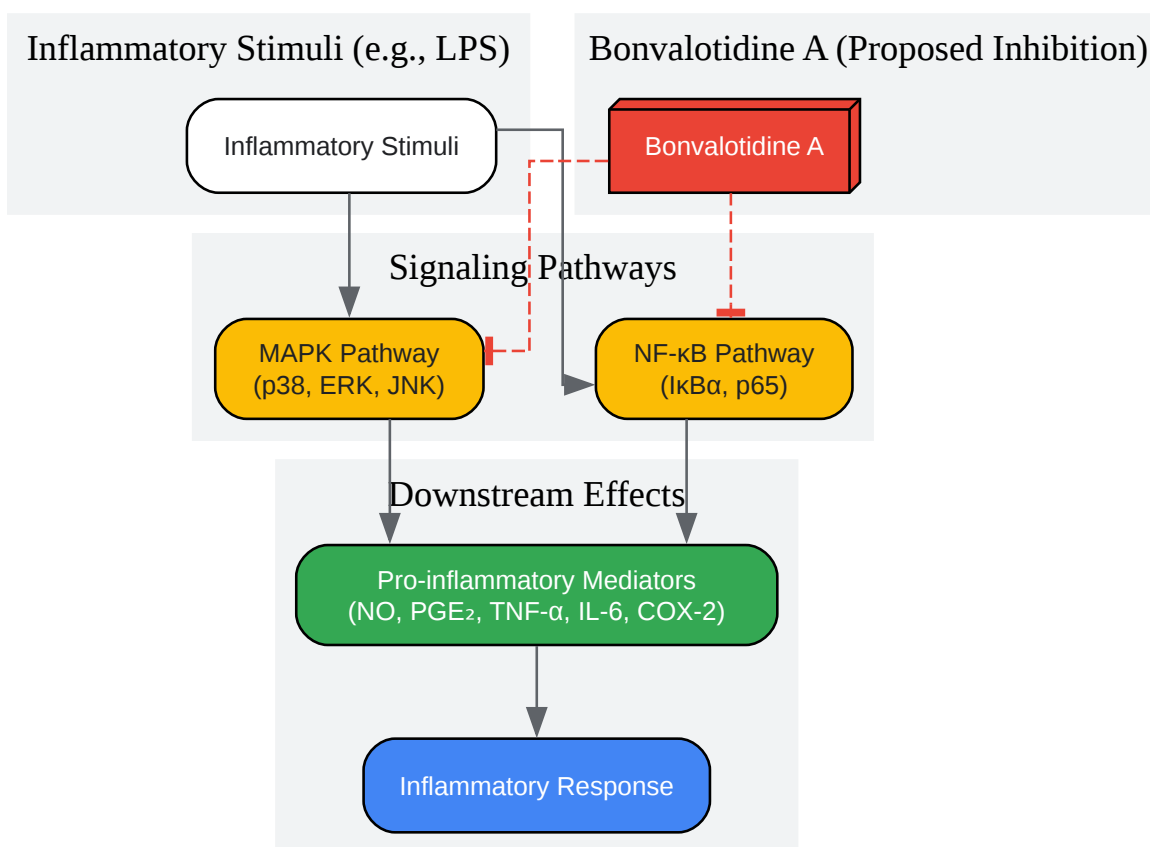 Inflammatory Stimuli (e.g., LPS)
Bonvalotidine A (Proposed Inhibition)
Inflammatory Stimuli
Bonvalotidine A
Signaling Pathways
MAPK Pathway
(p38, ERK, JNK)
NF-κB Pathway
(IκBα, p65)
Downstream Effects
Pro-inflammatory Mediators
(NO, PGE₂, TNF-α, IL-6, COX-2)
Inflammatory Response